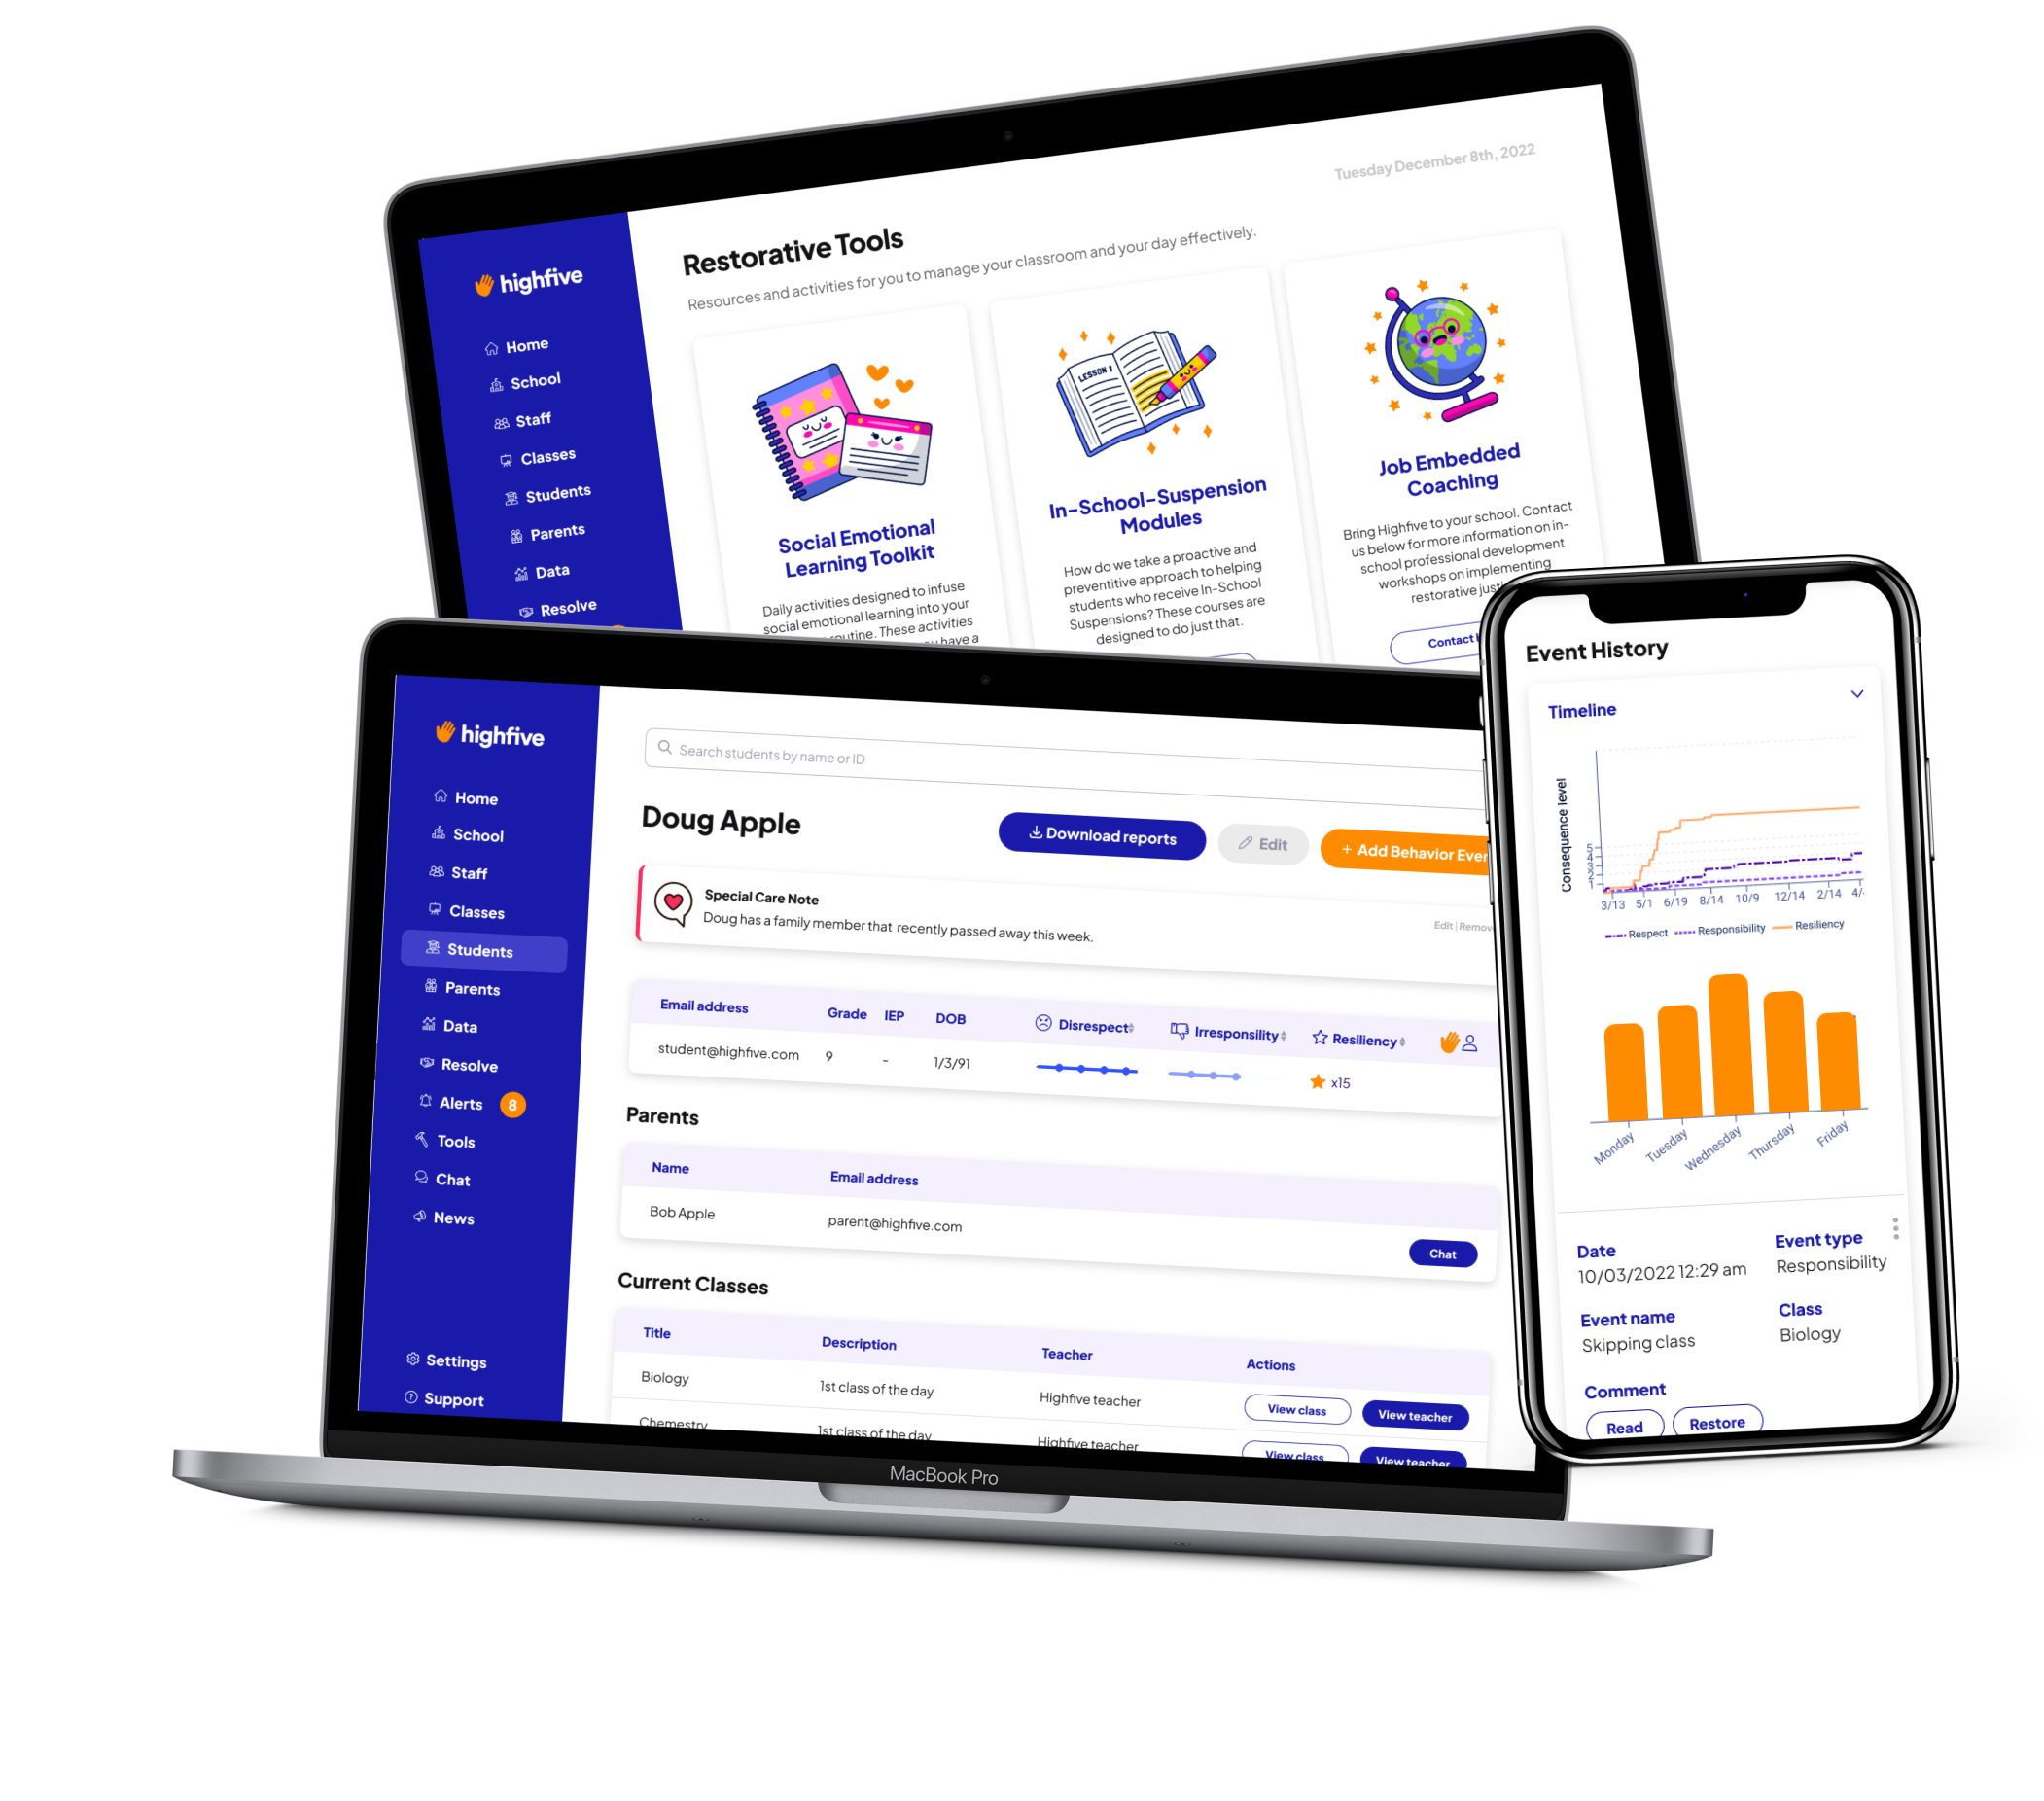 Tuesday December 8th, 2022
highfive
Restorative Tools
Resources and activities for you to manage your classroom and your day effectively.
Home
School
Staff
Classes
Students
Parents
Data
Resolve
LESSON 1
Social Emotional
Learning Toolkit
Daily activities designed to infuse
social emotional learning into your
routine. These activities
have a
In-School-Suspension
Modules
How do we take a proactive and
preventitive approach to helping
students who receive In-School
Suspensions? These courses are
designed to do just that.
Job Embedded
Coaching
Bring Highfive to your school. Contact
us below for more information on in-
school professional development
workshops on implementing
restorative
Contact
highfive
Home
School
Staff
Classes
Students
Parents
Data
Resolve
Alerts 8
Tools
Chat
News
Settings
Support
Search students by name or ID
Doug Apple
Download reports
Edit
+ Add Behavior
Special Care Note
Doug has a family member that recently passed away this week.
Edit | Remov
Email address Grade IEP DOB Disrespect Irresponsility Resiliency
student@highfive.com 9 - 1/3/91 x15
Parents
Name Email address
Bob Apple parent@highfive.com Chat
Current Classes
Title Description Teacher Actions
Biology 1st class of the day Highfive teacher View class View teacher
Chemestry 1st class of the day Highfive teacher View class View teacher
MacBook Pro
Event History
Timeline
Consequence level
5
4
3
2
1
3/13 5/1 6/19 8/14 10/9 12/14 2/14 4/
Respect Responsibility Resiliency
Monday Tuesday Wednesday Thursday Friday
Date Event type
10/03/2022 12:29 am Responsibility
Event name Class
Skipping class Biology
Comment
Read Restore